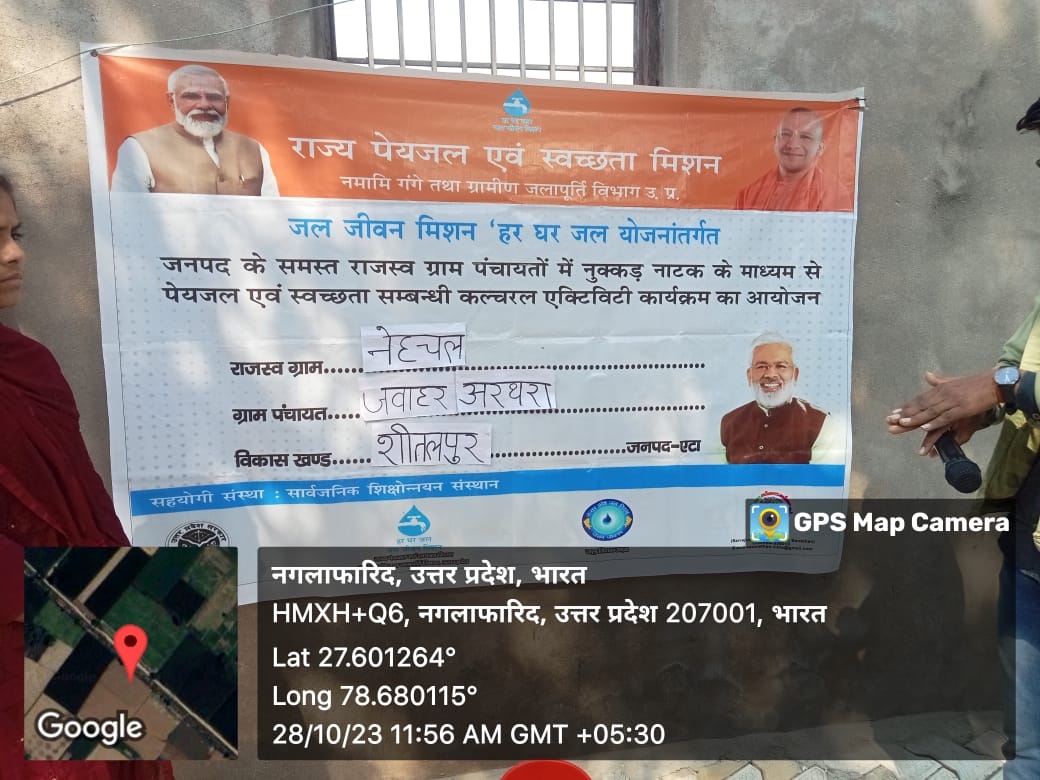 राज्य पेयजल एवं स्वच्छता मिशन
नमामि गंगे तथा ग्रामीण जलापूर्ति विभाग उ. प्र.
जल जीवन मिशन 'हर घर जल योजनांतर्गत
जनपद के समस्त राजस्व ग्राम पंचायतों में नुक्कड़ नाटक के माध्यम से
पेयजल एवं स्वच्छता सम्बन्धी कल्चरल एक्टिविटी कार्यक्रम का आयोजन
राजस्व ग्राम...... नेहचल
ग्राम पंचायत..... जवाहर अरथरा
विकास खण्ड...... शीतलपुर ......जनपद-एटा
सहयोगी संस्था : सार्वजनिक शिक्षोन्नयन संस्थान
हर घर जल
जल जीवन मिशन
GPS Map Camera
नगलाफारिद, उत्तर प्रदेश, भारत
HMXH+Q6, नगलाफारिद, उत्तर प्रदेश 207001, भारत
Lat 27.601264°
Long 78.680115°
28/10/23 11:56 AM GMT +05:30
Google